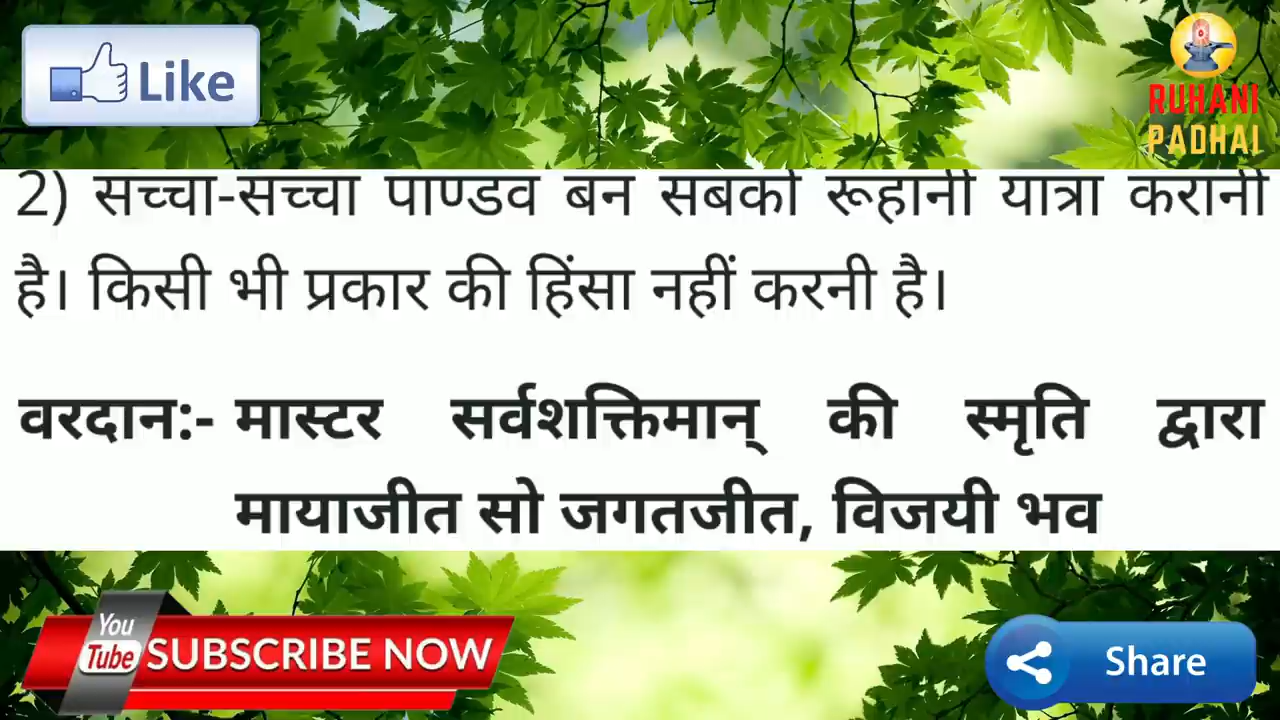 Like
RUHANI
PADHAI
2) सच्चा-सच्चा पाण्डव बन सबको रूहानी यात्रा करानी
है। किसी भी प्रकार की हिंसा नहीं करनी है।
वरदान:- मास्टर सर्वशक्तिमान् की स्मृति द्वारा
मायाजीत सो जगतजीत, विजयी भव
You
Tube SUBSCRIBE NOW
Share